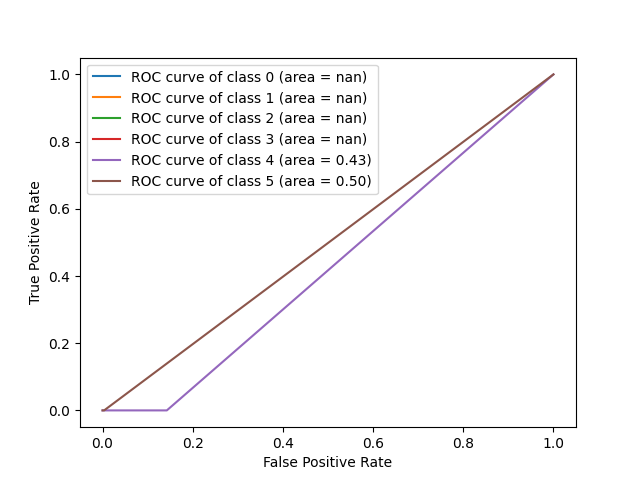 ROC curve of class 0 (area = nan)
ROC curve of class 1 (area = nan)
ROC curve of class 2 (area = nan)
ROC curve of class 3 (area = nan)
ROC curve of class 4 (area = 0.43)
ROC curve of class 5 (area = 0.50)
True Positive Rate
1.0
0.8
0.6
0.4
0.2
0.0
0.0 0.2 0.4 0.6 0.8 1.0
False Positive Rate